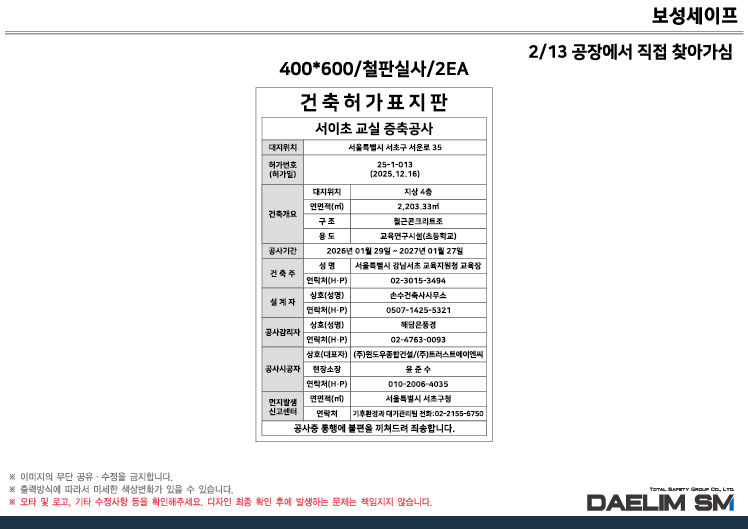 보성세이프
2/13 공장에서 직접 찾아가심
400*600/철판실사/2EA
건축허가표지판
서이초 교실 증축공사
대지위치 서울특별시 서초구 서운로 35
허가번호 (허가일) 25-1-013 (2025.12.16)
건축개요 대지위치 지상 4층
연면적(㎡) 2,203.33㎡
구 조 철근콘크리트조
용 도 교육연구시설(초등학교)
공사기간 2026년 01월 29일 ~ 2027년 01월 27일
건 축 주 성 명 서울특별시 강남서초 교육지원청 교육장
연락처(H·P) 02-3015-3494
설 계 자 상호(성명) 손수건축사사무소
연락처(H·P) 0507-1425-5321
공사감리자 상호(성명) 해담은풍경
연락처(H·P) 02-4763-0093
공사시공자 상호(대표자) (주)윈도우종합건설/(주)트러스트에이앤씨
현장소장 윤 준 수
연락처(H·P) 010-2006-4035
먼지발생 신고센터 연면적(㎡) 서울특별시 서초구청
연락처 기후환경과 대기관리팀 전화:02-2155-6750
공사중 통행에 불편을 끼쳐드려 죄송합니다.
※ 이미지의 무단 공유·수정을 금지합니다.
※ 출력방식에 따라서 미세한 색상변화가 있을 수 있습니다.
※ 오타 및 로고, 기타 수정사항 등을 확인해주세요. 디자인 최종 확인 후에 발생하는 문제는 책임지지 않습니다.
TOTAL SAFETY GROUP CO., LTD.
DAELIM SM